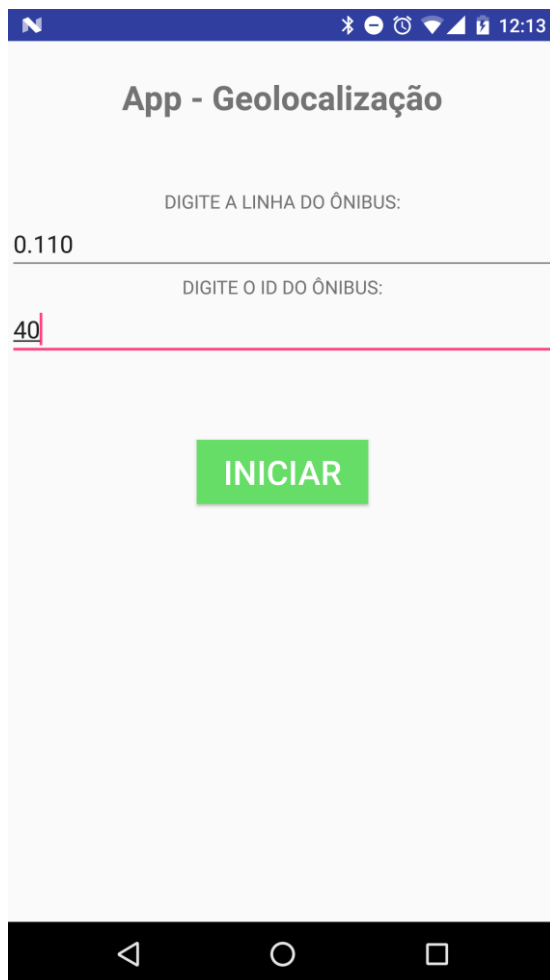 12:13
App - Geolocalização
DIGITE A LINHA DO ÔNIBUS:
0.110
DIGITE O ID DO ÔNIBUS:
40
INICIAR